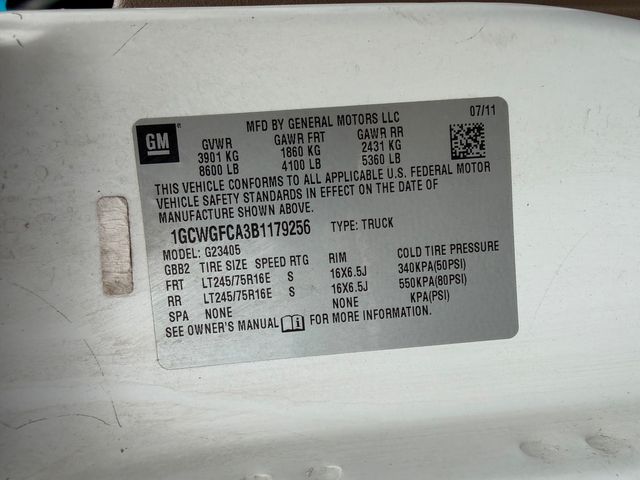 MFD BY GENERAL MOTORS LLC 07/11
GM GVWR GAWR FRT GAWR RR
3901 KG 1860 KG 2431 KG
8600 LB 4100 LB 5360 LB
THIS VEHICLE CONFORMS TO ALL APPLICABLE U.S. FEDERAL MOTOR
VEHICLE SAFETY STANDARDS IN EFFECT ON THE DATE OF
MANUFACTURE SHOWN ABOVE.
1GCWGFCA3B1179256 TYPE: TRUCK
MODEL: G23405
GBB2 TIRE SIZE SPEED RTG RIM COLD TIRE PRESSURE
FRT LT245/75R16E S 16X6.5J 340KPA(50PSI)
RR LT245/75R16E S 16X6.5J 550KPA(80PSI)
SPA NONE NONE KPA(PSI)
SEE OWNER'S MANUAL FOR MORE INFORMATION.